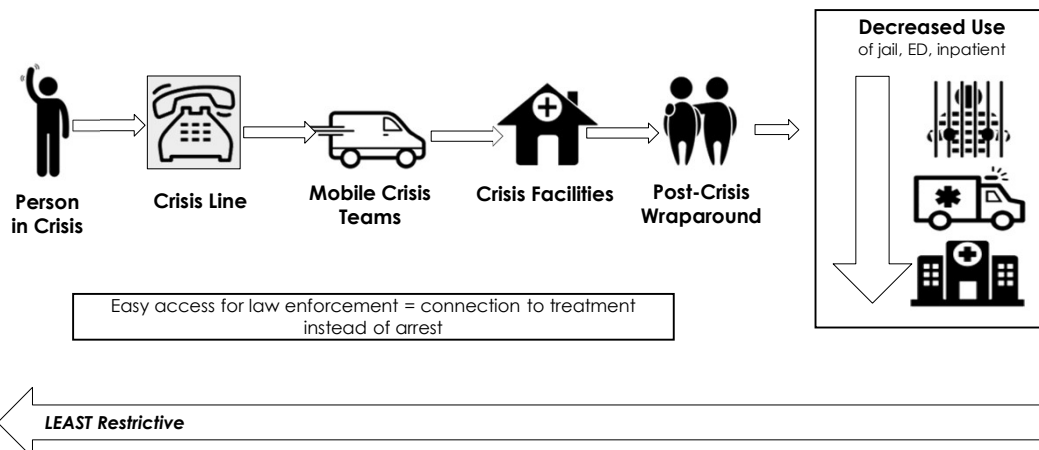 Decreased Use
of jail, ED, inpatient
Person
in Crisis
Crisis Line
Mobile Crisis
Teams
Crisis Facilities
Post-Crisis
Wraparound
Easy access for law enforcement = connection to treatment
instead of arrest
LEAST Restrictive